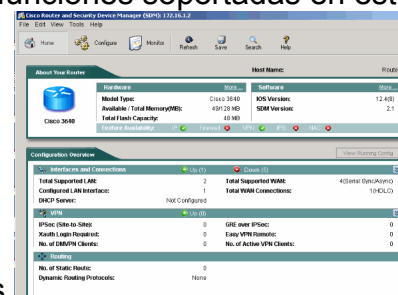 funciones soportadas en est
Cisco Router and Security Device Manager (SDM): 172.16.1.2
File Edit View Tools Help
Home Configure Monitor Refresh Save Search Help
About Your Router
Host Name: Route
Hardware More... Software More...
Model Type: Cisco 3640 IOS Version: 12.4(8)
Available / Total Memory(MB): 49/128 MB SDM Version: 2.1
Total Flash Capacity: 48 MB
Cisco 3640
Feature Availability: IP Firewall VPN IPS NAC
Configuration Overview View Running Config
Interfaces and Connections Up (1) Down (5)
Total Supported LAN: 2 Total Supported WAN: 4(Serial Sync/Async)
Configured LAN Interface: 1 Total WAN Connections: 1(HDLC)
DHCP Server: Not Configured
VPN Up (0)
IPSec (Site-to-Site): 0 GRE over IPSec: 0
Xauth Login Required: 0 Easy VPN Remote: 0
No. of DMVPN Clients: 0 No. of Active VPN Clients: 0
Routing
No. of Static Route: 0
Dynamic Routing Protocols: None
s